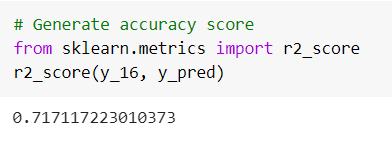 # Generate accuracy score
from sklearn.metrics import r2_score
r2_score(y_16, y_pred)
0.717117223010373